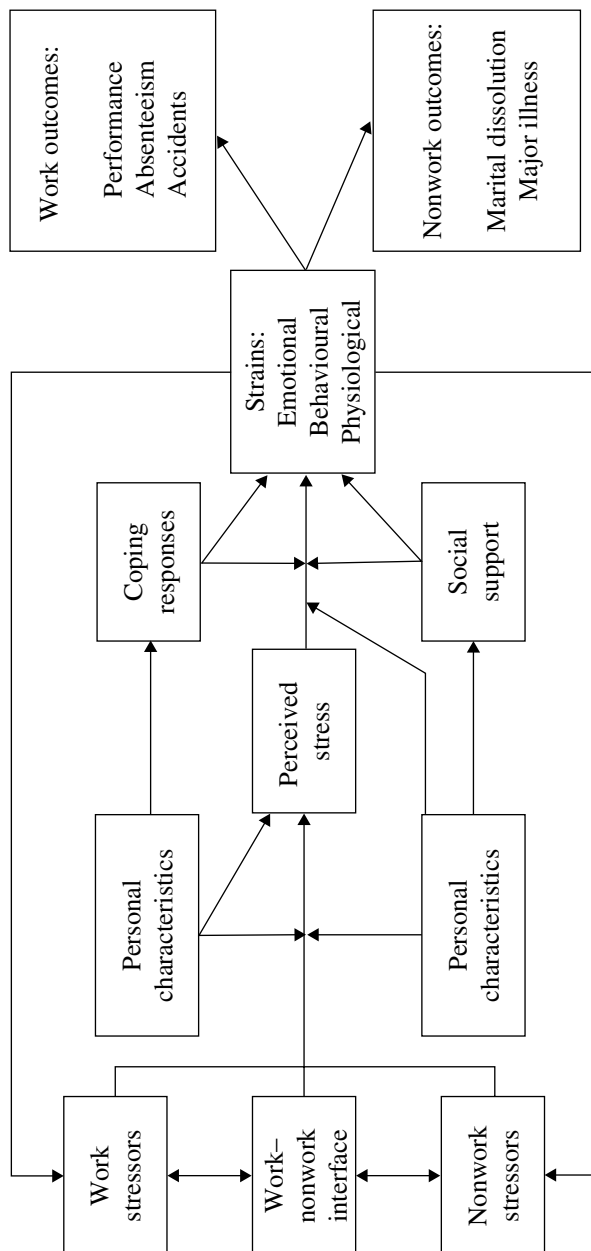 Work
stressors
Work–
nonwork
interface
Nonwork
stressors
Personal
characteristics
Personal
characteristics
Perceived
stress
Coping
responses
Social
support
Strains:
Emotional
Behavioural
Physiological
Work outcomes:
Performance
Absenteeism
Accidents
Nonwork outcomes:
Marital dissolution
Major illness